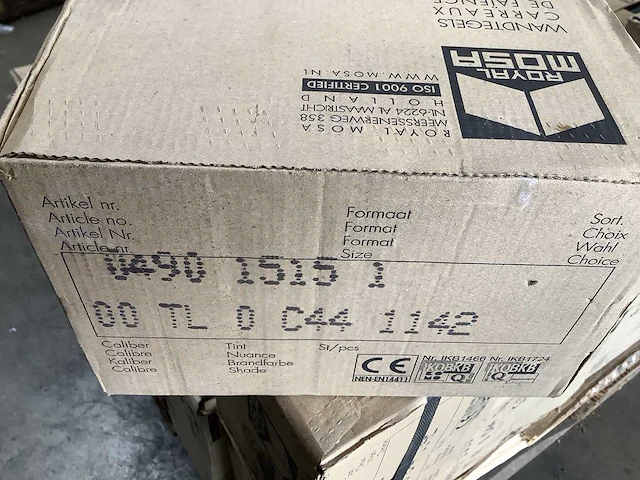 WANDTEGELS
CARREAUX
DE FAÏENCE
ROYAL
MOSA
ROYAL MOSA
MEERSSENERWEG 358
NL-6224 AL MAASTRICHT
HOLLAND
ISO 9001 CERTIFIED
WWW.MOSA.NL
Artikel nr. Formaat Sort.
Article no. Format Choix
Artikel Nr. Format Wahl
Article nr. Size Choice
0490 1515 1
00 TL 0 C44 1142
Caliber Tint St/pcs
Calibre Nuance
Kaliber Brandfarbe
Calibre Shade
CE
NEN-EN14411
Nr. IKB1466 Nr. IKB1724
IKOBKB IKOBKB